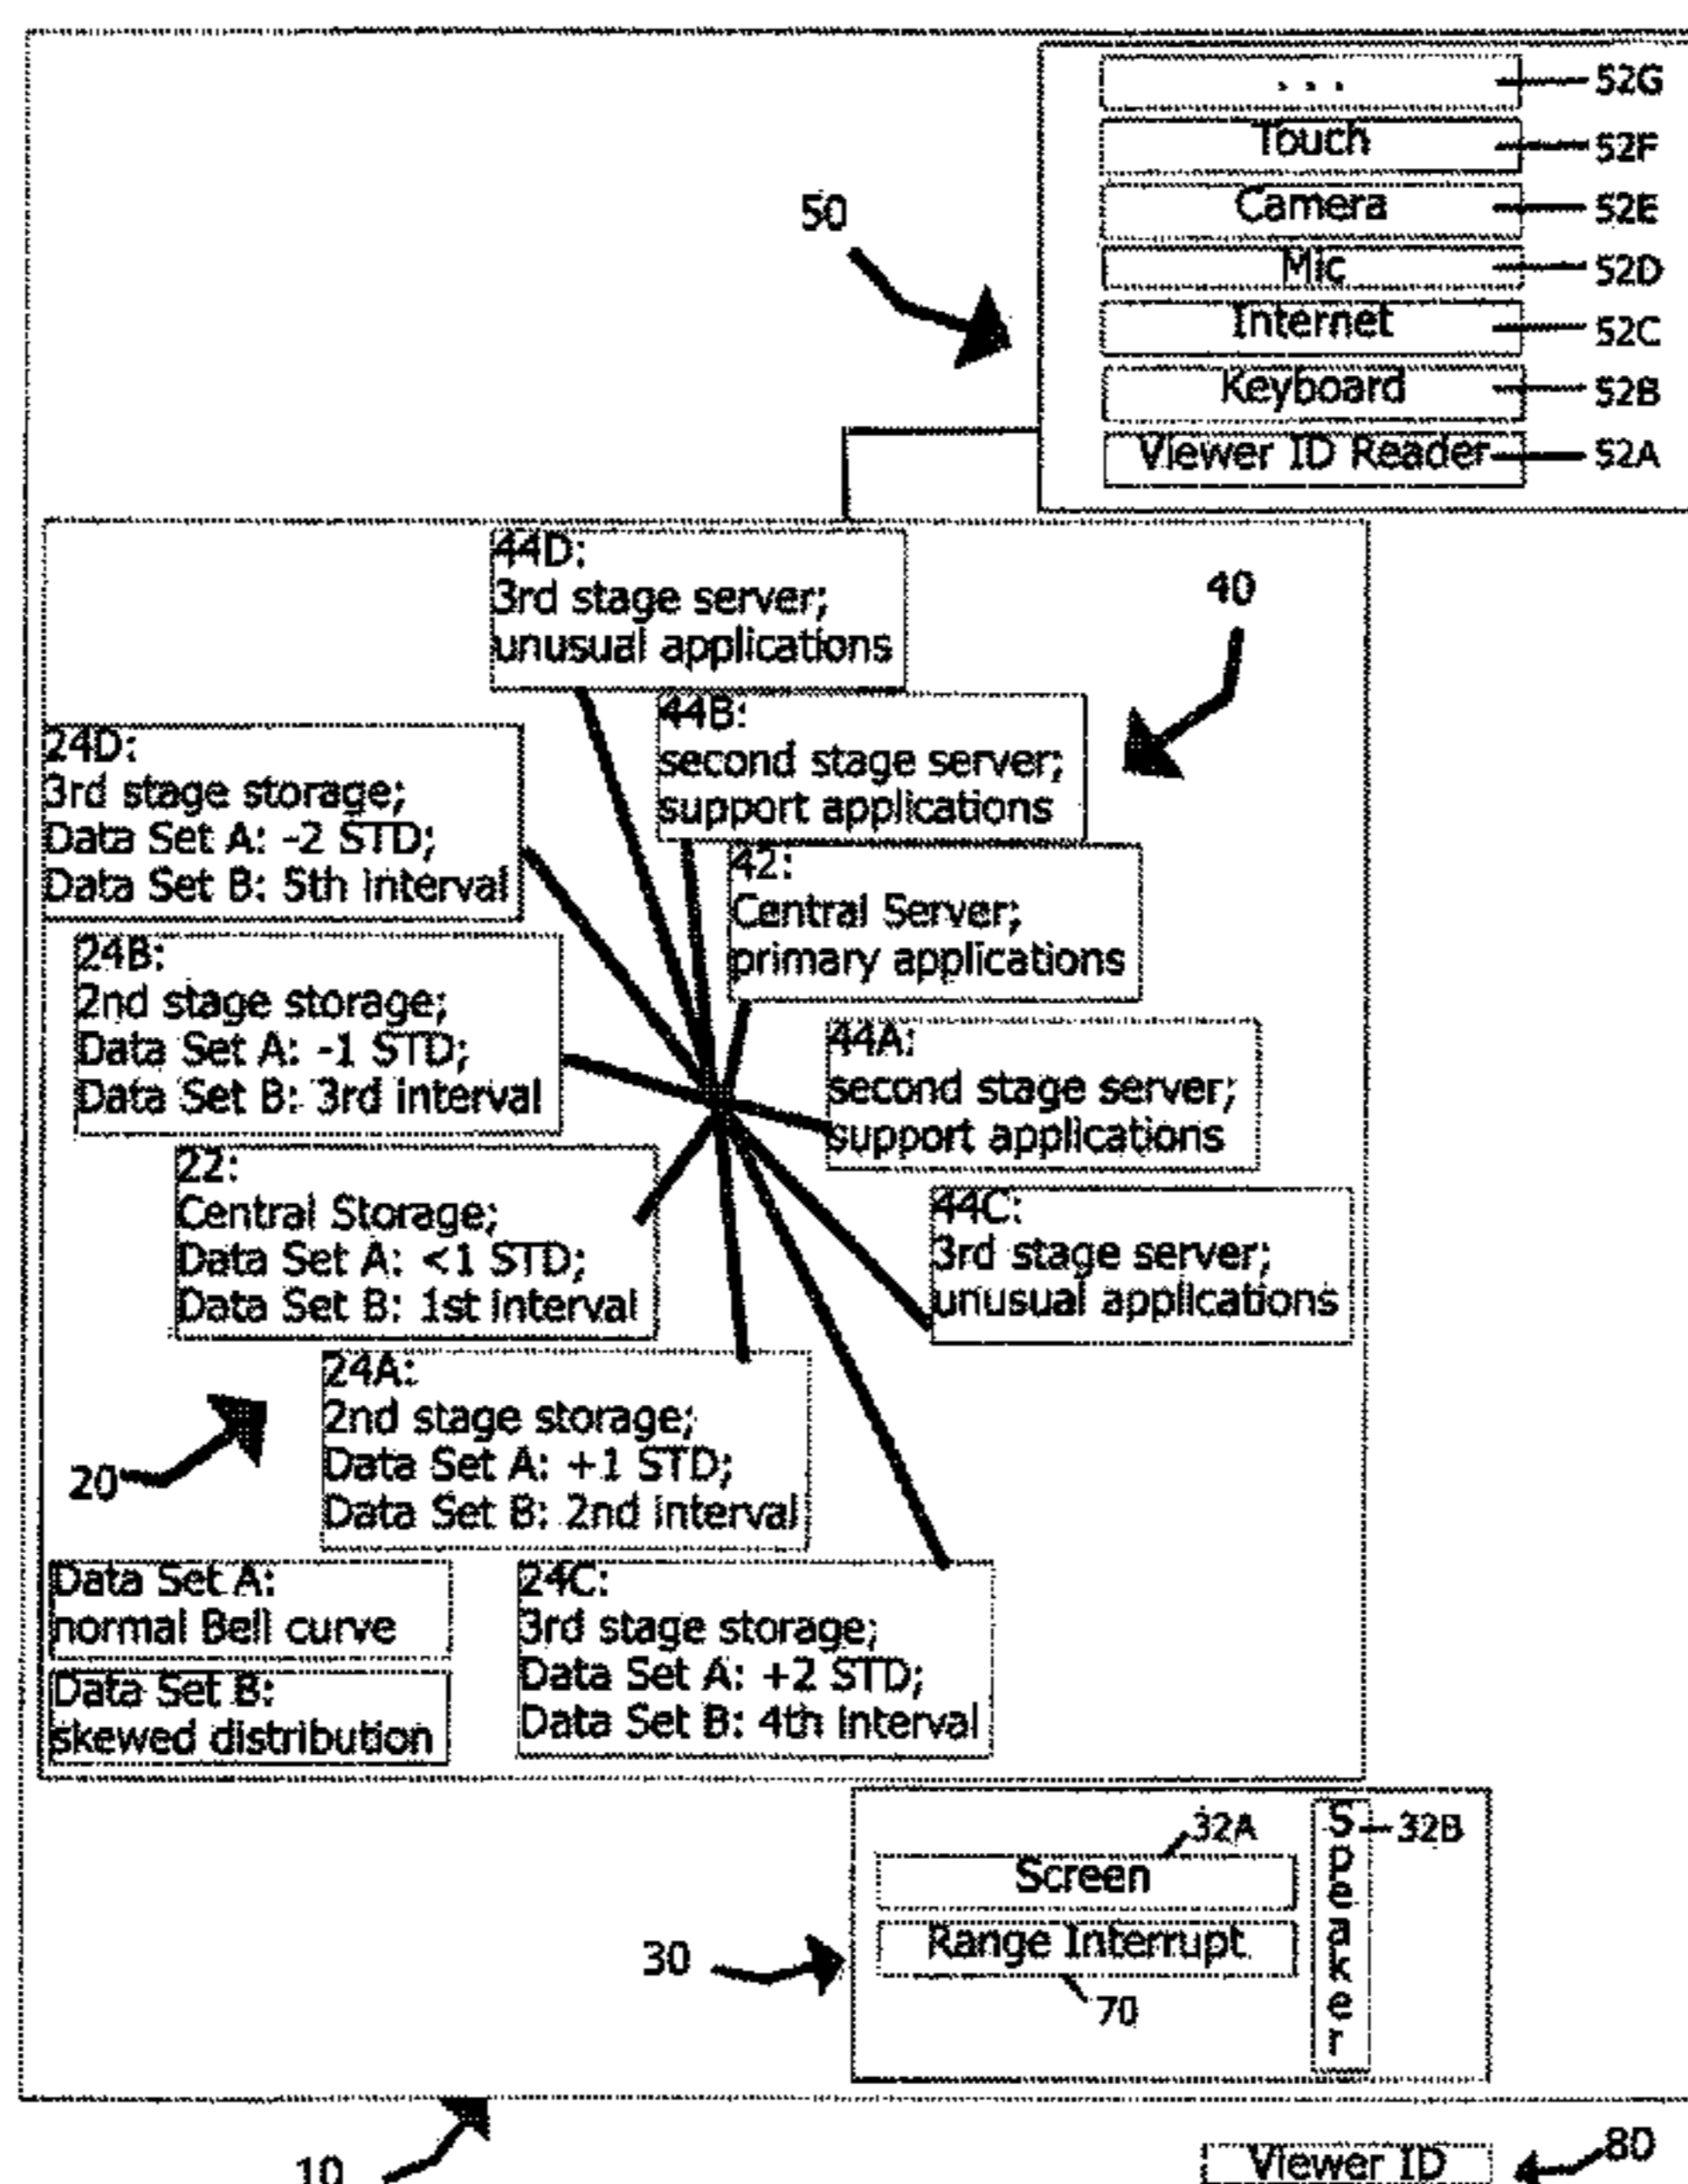 . . . 52G
Touch 52F
Camera 52E
50
Mic 52D
Internet 52C
Keyboard 52B
Viewer ID Reader 52A
44D:
3rd stage server;
unusual applications
40
44B:
second stage server;
support applications
24D:
3rd stage storage;
Data Set A: -2 STD;
Data Set B: 5th interval
42:
Central Server;
primary applications
24B:
2nd stage storage;
Data Set A: -1 STD;
Data Set B: 3rd interval
44A:
second stage server;
support applications
22:
Central Storage;
Data Set A: <1 STD;
Data Set B: 1st interval
44C:
3rd stage server;
unusual applications
24A:
2nd stage storage;
Data Set A: +1 STD;
Data Set B: 2nd interval
20
Data Set A:
normal Bell curve
Data Set B:
skewed distribution
24C:
3rd stage storage;
Data Set A: +2 STD;
Data Set B: 4th interval
32A
Screen
Speaker
32B
Range Interrupt
30
70
10
Viewer ID
80